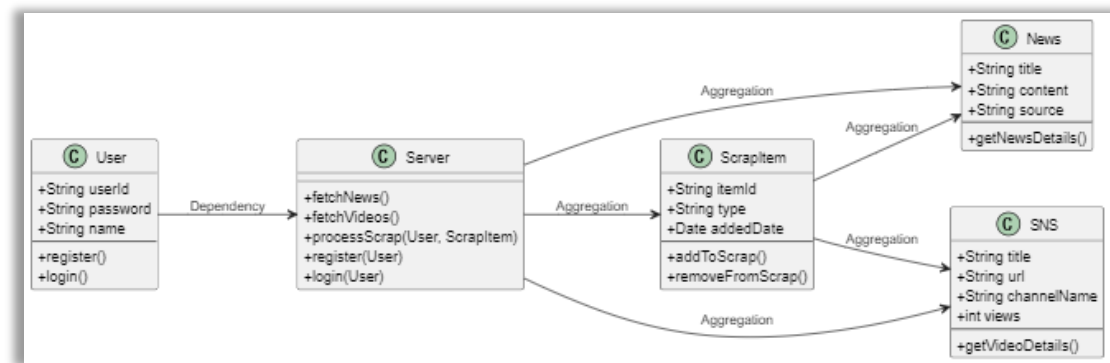 C User
+String userId
+String password
+String name
+register()
+login()
Dependency
C Server
+fetchNews()
+fetchVideos()
+processScrap(User, ScrapItem)
+register(User)
+login(User)
Aggregation
Aggregation
Aggregation
C ScrapItem
+String itemId
+String type
+Date addedDate
+addToScrap()
+removeFromScrap()
Aggregation
Aggregation
C News
+String title
+String content
+String source
+getNewsDetails()
C SNS
+String title
+String url
+String channelName
+int views
+getVideoDetails()